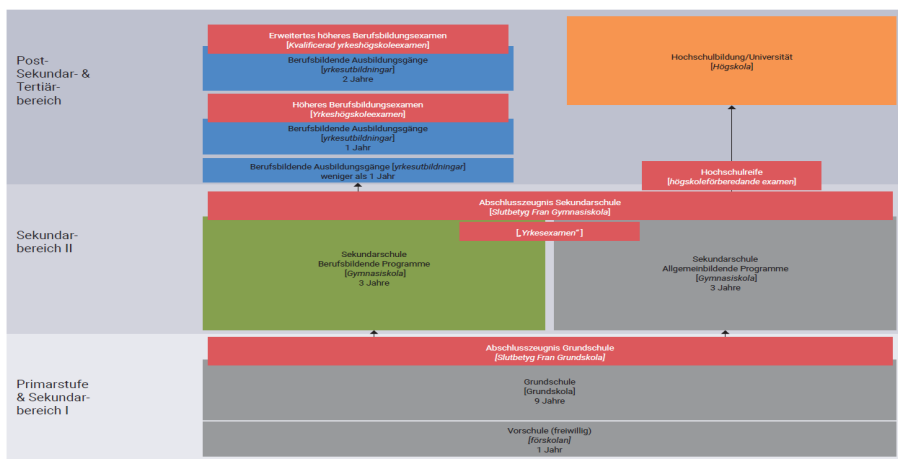 Post-
Sekundar- &
Tertiär-
bereich
Erweitertes höheres Berufsbildungsexamen
[Kvalificerad yrkeshögskoleexamen]
Berufsbildende Ausbildungsgänge
[yrkesutbildningar]
2 Jahre
Höheres Berufsbildungsexamen
[Yrkeshögskoleexamen]
Berufsbildende Ausbildungsgänge
[yrkesutbildningar]
1 Jahr
Berufsbildende Ausbildungsgänge [yrkesutbildningar]
weniger als 1 Jahr
Hochschulbildung/Universität
[Högskola]
Hochschulreife
[högskoleförberedande examen]
Sekundar-
bereich II
Abschlusszeugnis Sekundarschule
[Slutbetyg Fran Gymnasiskola]
[„Yrkesexamen“]
Sekundarschule
Berufsbildende Programme
[Gymnasiskola]
3 Jahre
Sekundarschule
Allgemeinbildende Programme
[Gymnasiskola]
3 Jahre
Primarstufe
& Sekundar-
bereich I
Abschlusszeugnis Grundschule
[Slutbetyg Fran Grundskola]
Grundschule
[Grundskola]
9 Jahre
Vorschule (freiwillig)
[förskolan]
1 Jahr